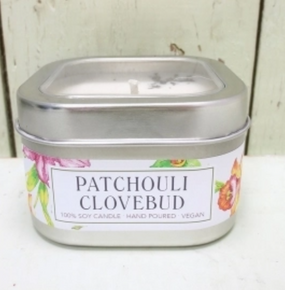 PATCHOULI
CLOVEBUD
100% SOY CANDLE · HAND POURED · VEGAN